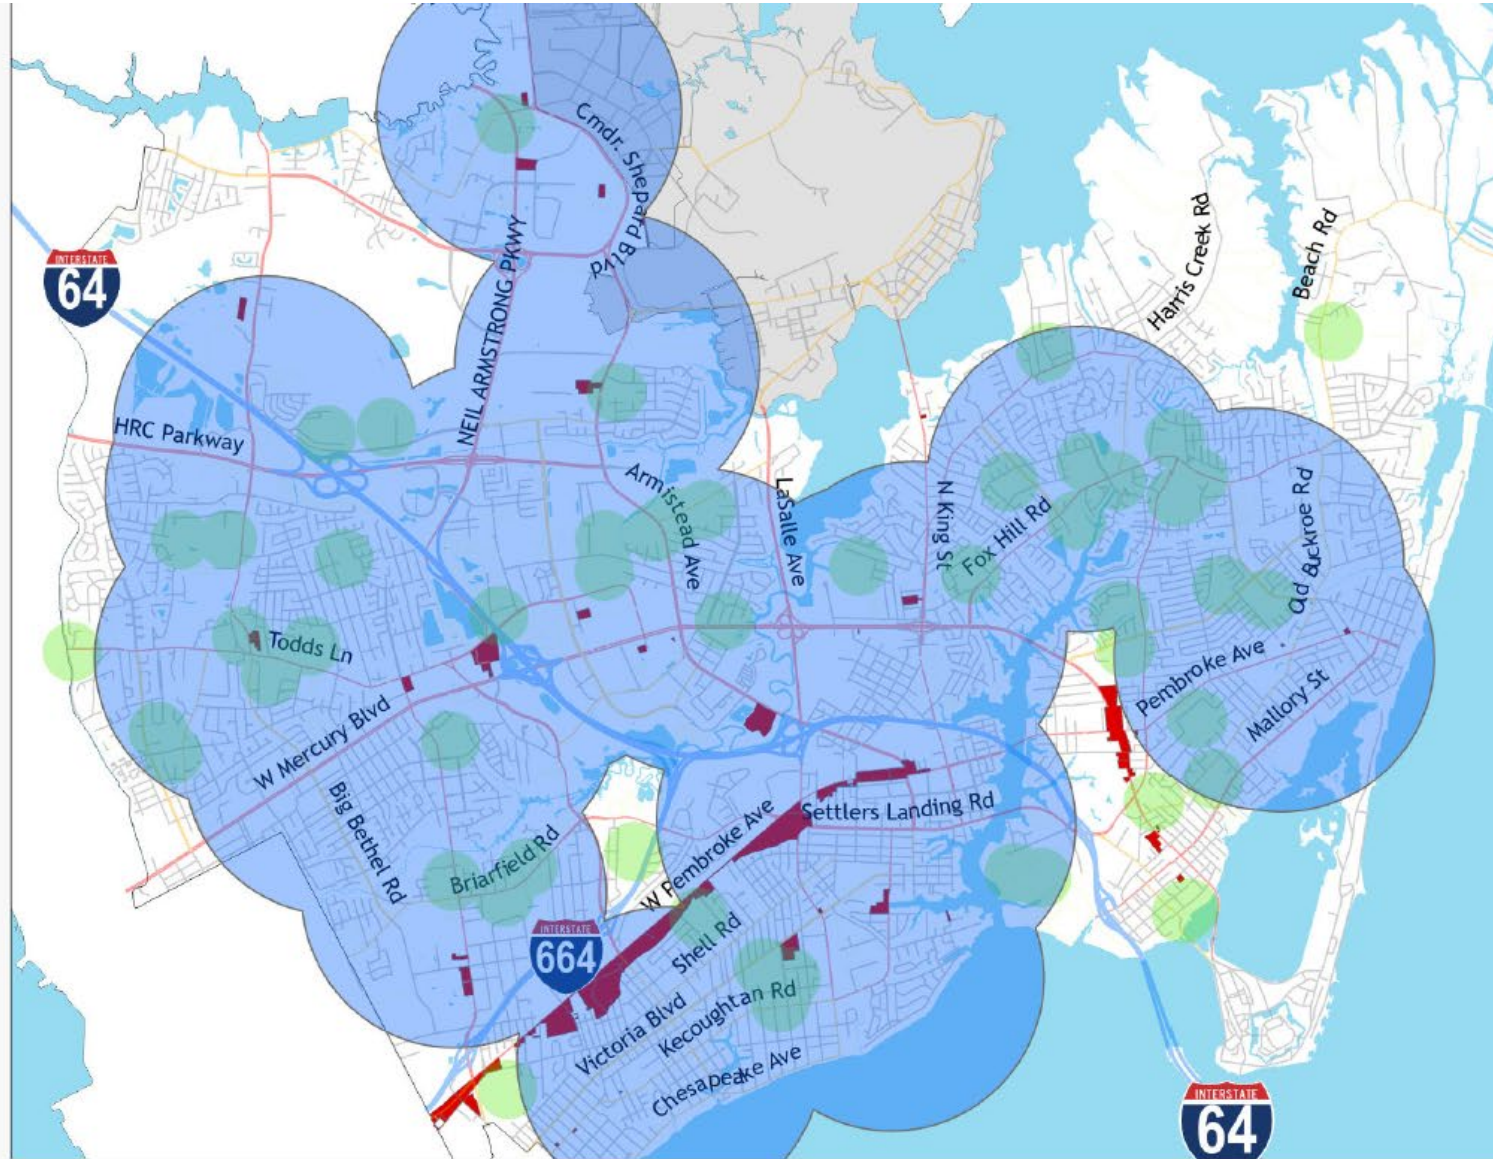 Cmdr. Shepard Blvd
Harris Creek Rd
Beach Rd
INTERSTATE
64
NEIL ARMSTRONG PKWY
HRC Parkway
Armistead Ave
LaSalle Ave
N King St
Fox Hill Rd
Old Buckroe Rd
Todds Ln
Pembroke Ave
Mallory St
W Mercury Blvd
Big Bethel Rd
Briarfield Rd
W Pembroke Ave
Settlers Landing Rd
INTERSTATE
664
Shell Rd
Victoria Blvd
Kecoughtan Rd
Chesapeake Ave
INTERSTATE
64